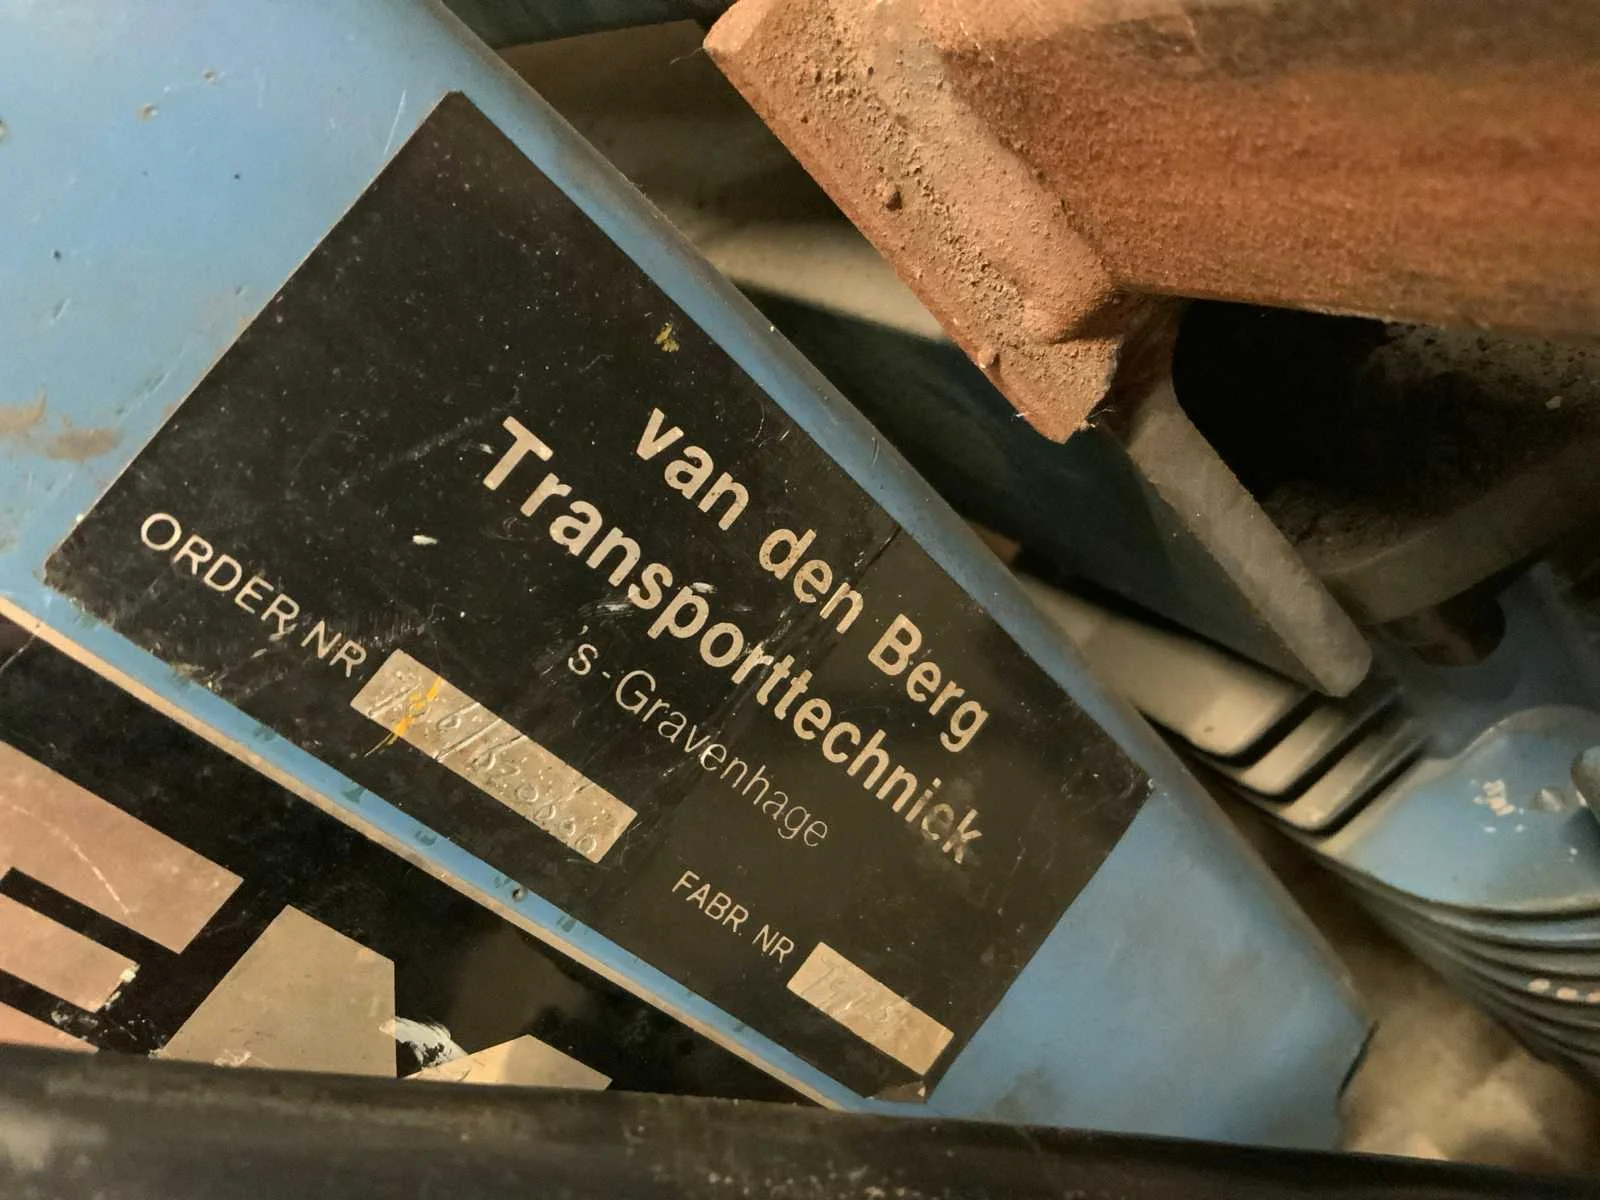 van den Berg
Transporttechniek
's-Gravenhage
ORDER NR
FABR. NR